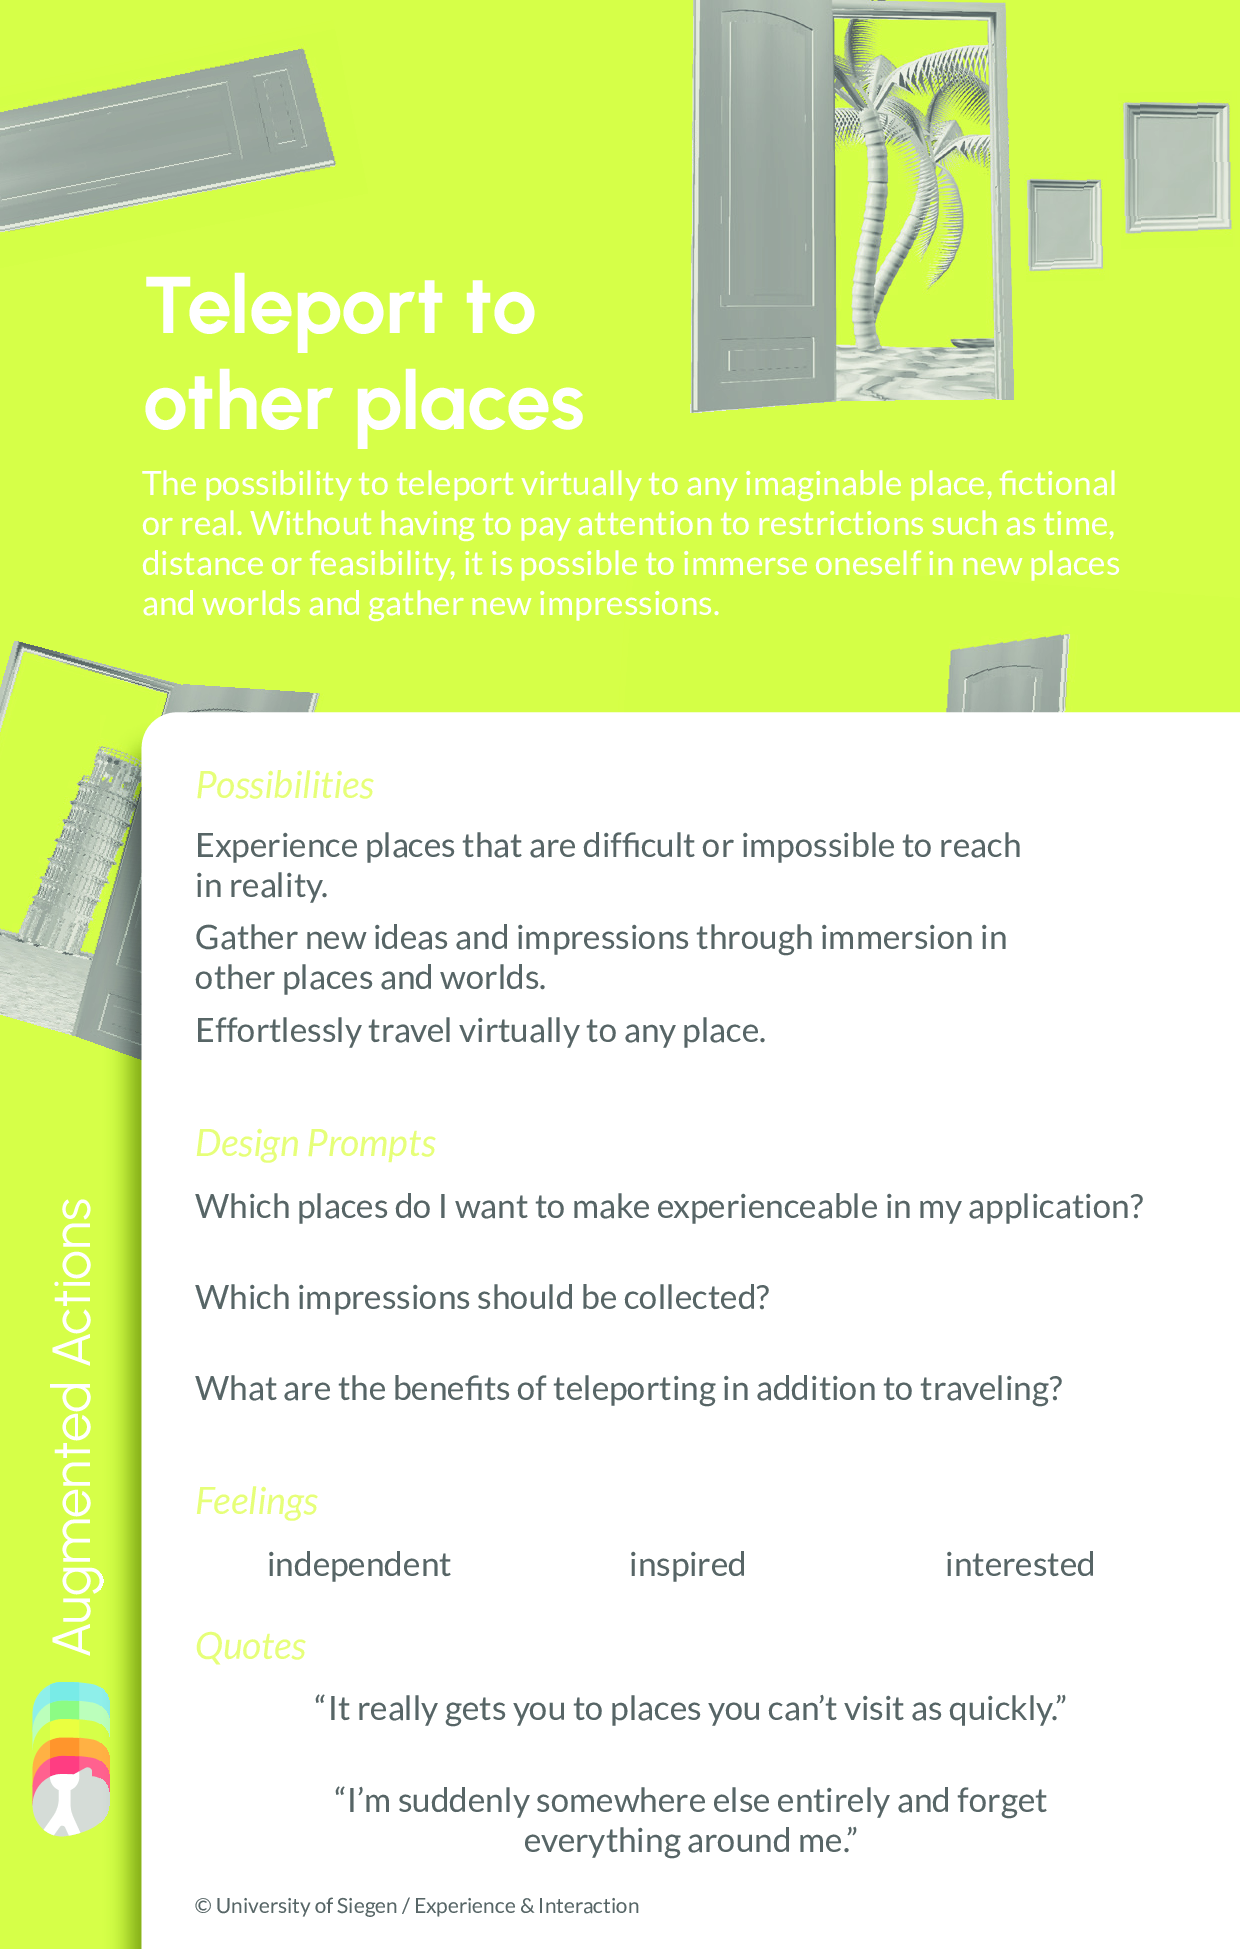 Teleport to
other places
The possibility to teleport virtually to any imaginable place, fictional
or real. Without having to pay attention to restrictions such as time,
distance or feasibility, it is possible to immerse oneself in new places
and worlds and gather new impressions.
Possibilities
Experience places that are difficult or impossible to reach
in reality.
Gather new ideas and impressions through immersion in
other places and worlds.
Effortlessly travel virtually to any place.
Design Prompts
Which places do I want to make experienceable in my application?
Which impressions should be collected?
What are the benefits of teleporting in addition to traveling?
Feelings
independent inspired interested
Quotes
“It really gets you to places you can’t visit as quickly.”
“I’m suddenly somewhere else entirely and forget
everything around me.”
© University of Siegen / Experience & Interaction
Augmented Actions